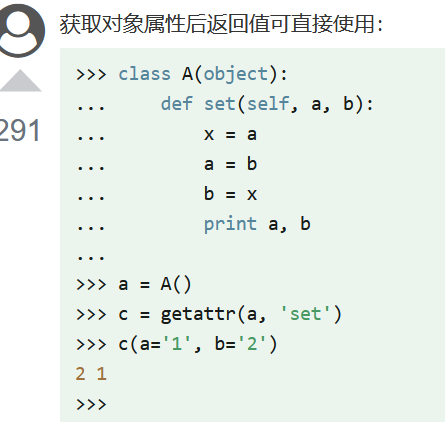 获取对象属性后返回值可直接使用：
>>> class A(object):
...     def set(self, a, b):
...         x = a
...         a = b
...         b = x
...         print a, b
...
>>> a = A()
>>> c = getattr(a, 'set')
>>> c(a='1', b='2')
2 1
>>>
291